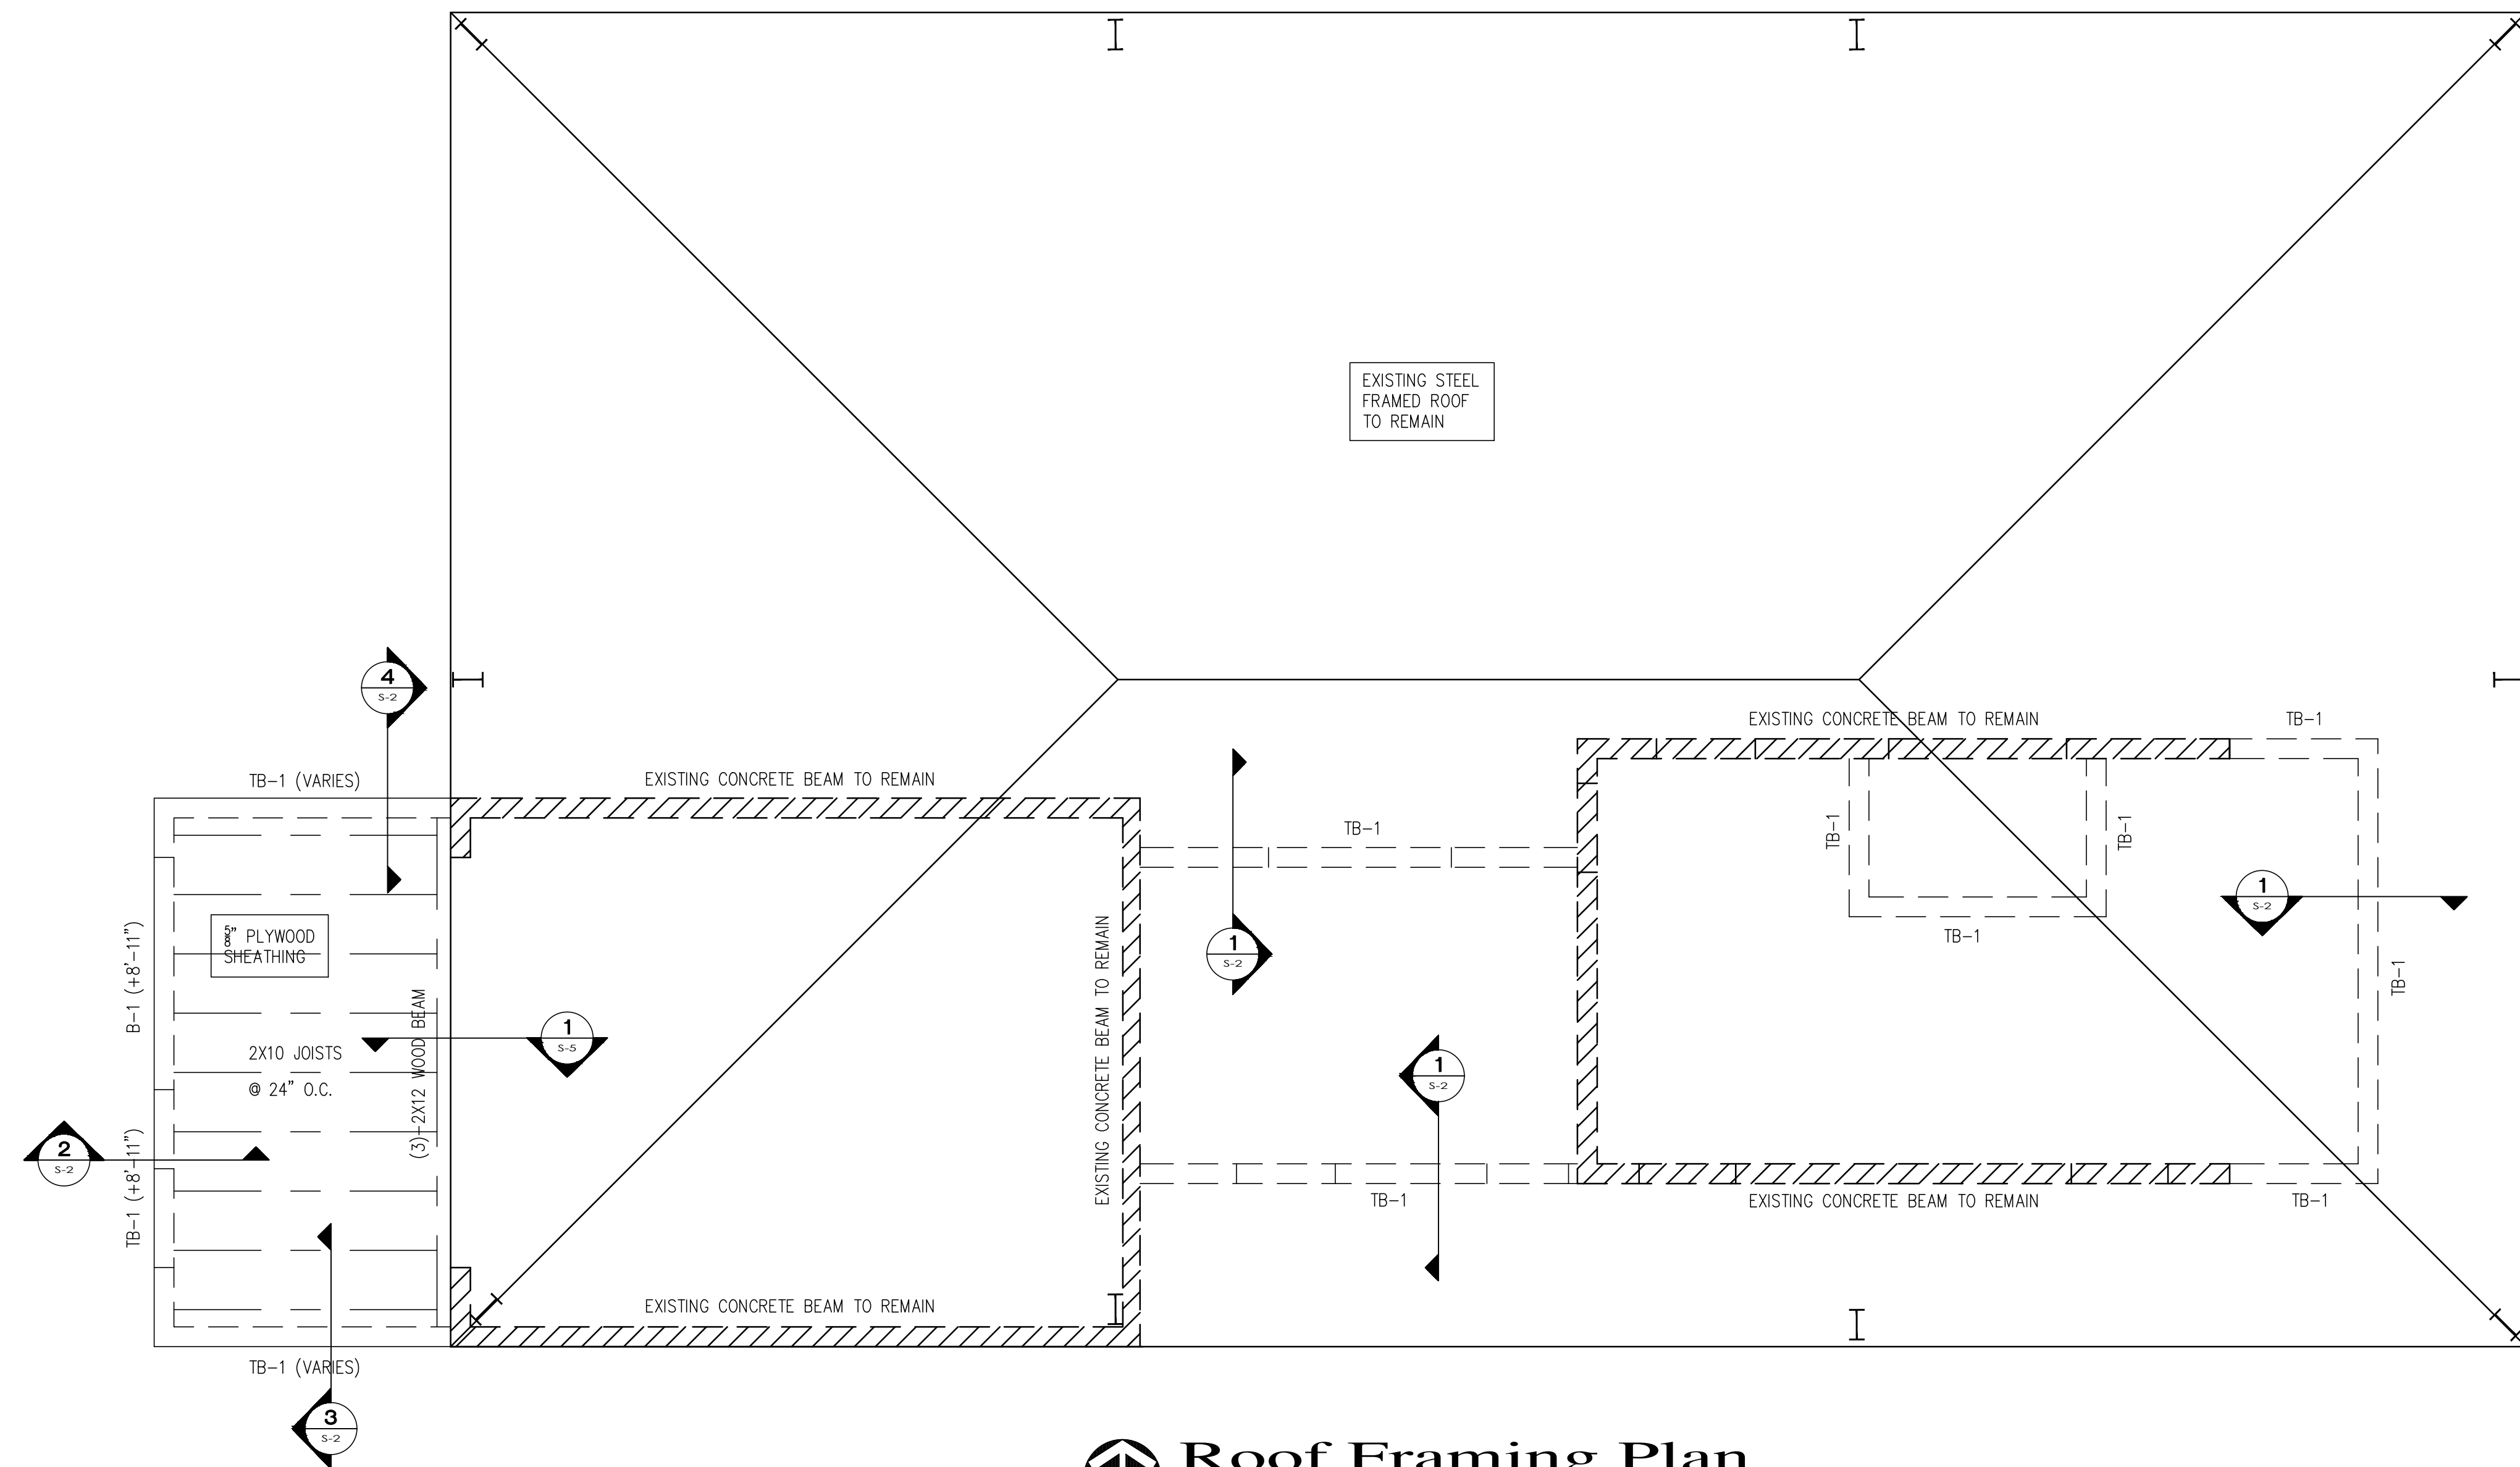 EXISTING STEEL
FRAMED ROOF
TO REMAIN
4
S-2
EXISTING CONCRETE BEAM TO REMAIN
TB-1
TB-1 (VARIES)
EXISTING CONCRETE BEAM TO REMAIN
TB-1
TB-1
TB-1
1
S-2
B-1 (+8'-11")
5/8" PLYWOOD
SHEATHING
TB-1
1
S-2
EXISTING CONCRETE BEAM TO REMAIN
TB-1
(3)-2X12 WOOD BEAM
1
S-5
2X10 JOISTS
@ 24" O.C.
1
S-2
2
S-2
TB-1 (+8'-11")
TB-1
EXISTING CONCRETE BEAM TO REMAIN
TB-1
EXISTING CONCRETE BEAM TO REMAIN
TB-1 (VARIES)
3
S-2
Roof Framing Plan